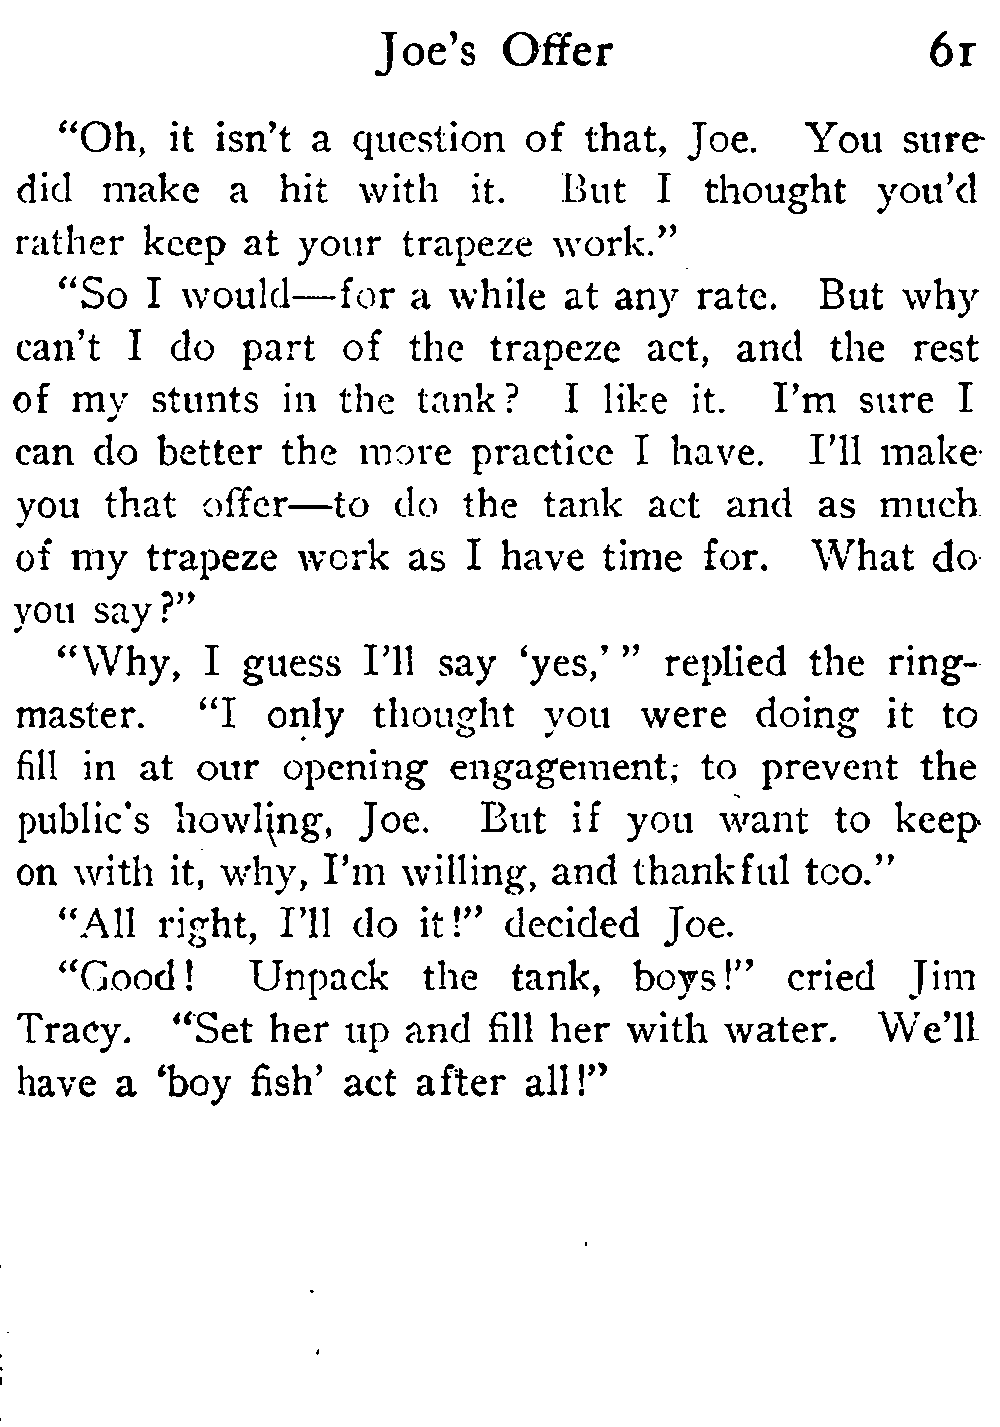 Joe's Offer 61
"Oh, it isn't a question of that, Joe. You sure
did make a hit with it. But I thought you'd
rather keep at your trapeze work."
"So I would—for a while at any rate. But why
can't I do part of the trapeze act, and the rest
of my stunts in the tank? I like it. I'm sure I
can do better the more practice I have. I'll make
you that offer—to do the tank act and as much
of my trapeze work as I have time for. What do
you say?"
"Why, I guess I'll say 'yes,' " replied the ring-
master. "I only thought you were doing it to
fill in at our opening engagement, to prevent the
public's howling, Joe. But if you want to keep
on with it, why, I'm willing, and thankful too."
"All right, I'll do it!" decided Joe.
"Good! Unpack the tank, boys!" cried Jim
Tracy. "Set her up and fill her with water. We'll
have a 'boy fish' act after all!"